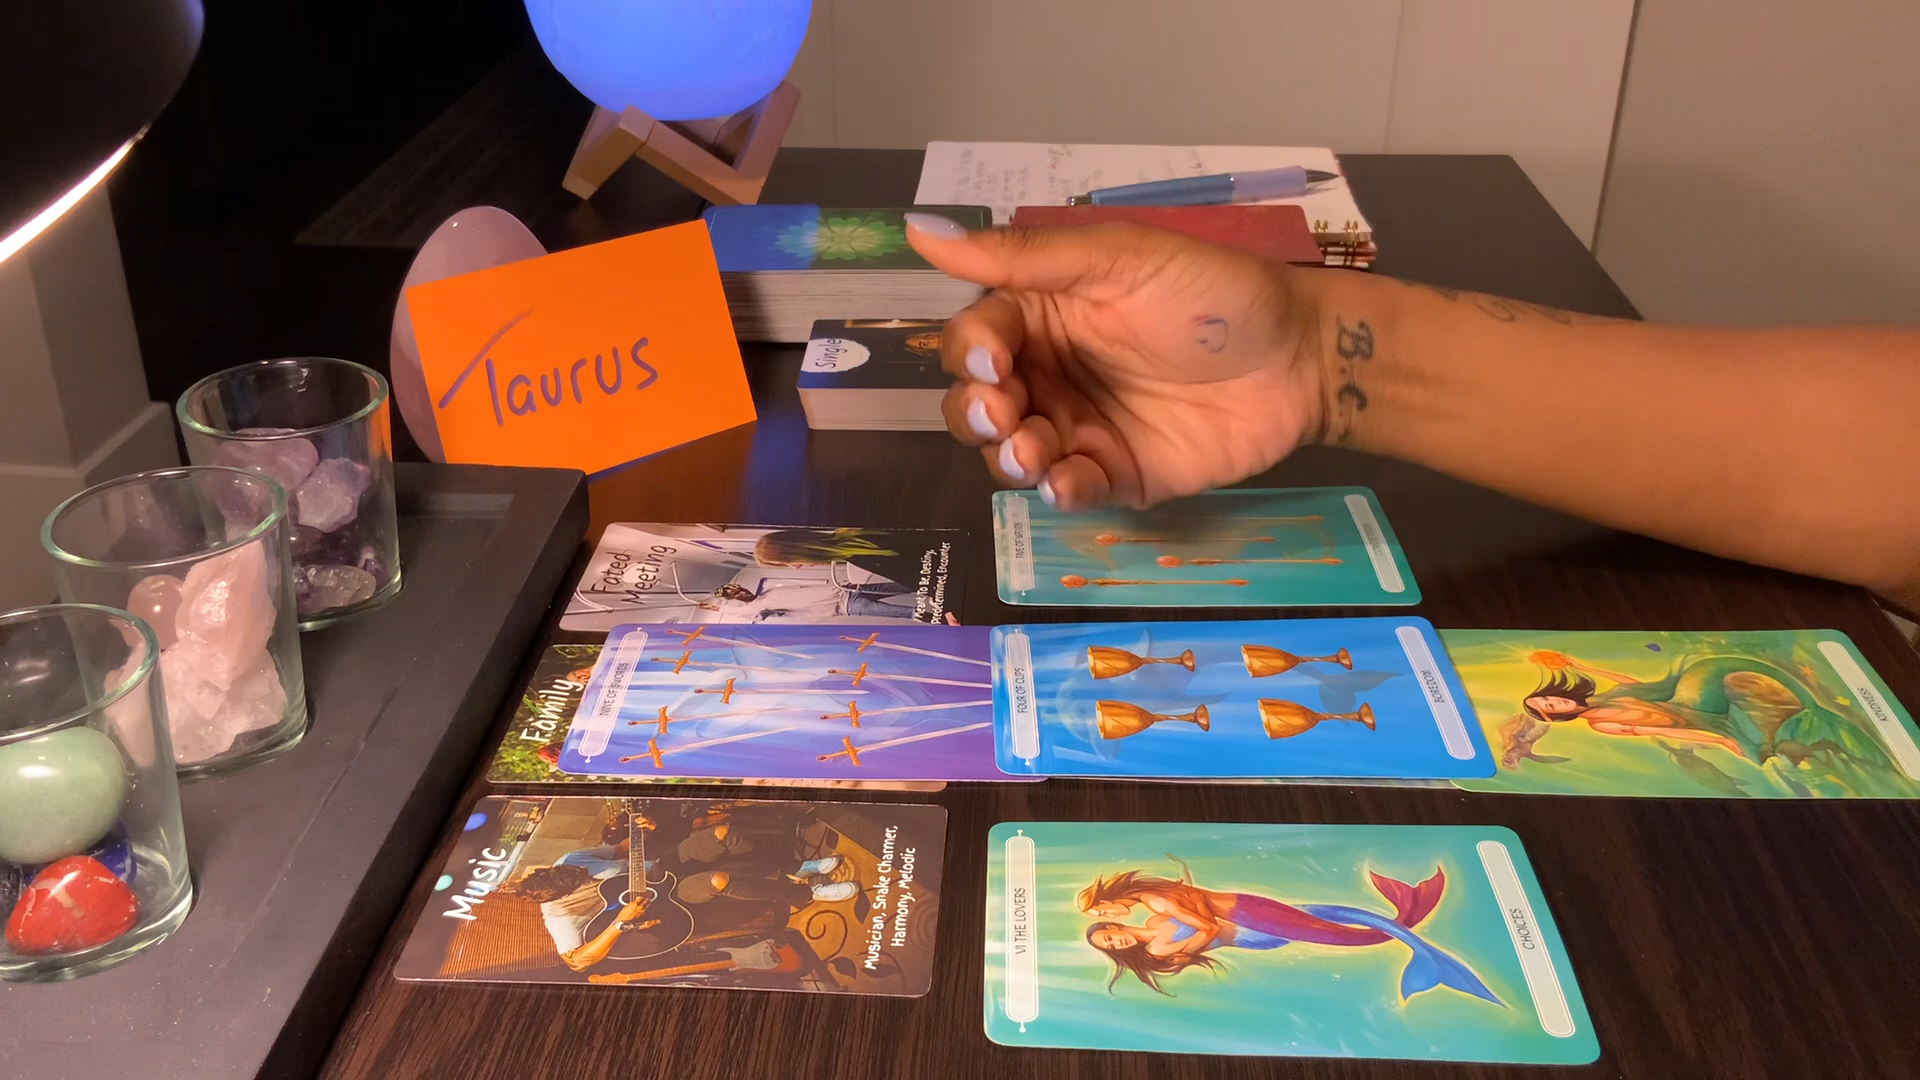 Taurus
Single
B.C
Fated
Meeting
Meant To Be, Destiny,
Predetermined, Encounter
FIVE OF WANDS
Family
NINE OF SWORDS
FOUR OF CUPS
BOREDOM
KINDNESS
Music
Musician, Snake Charmer,
Harmony, Melodic
VI THE LOVERS
CHOICES